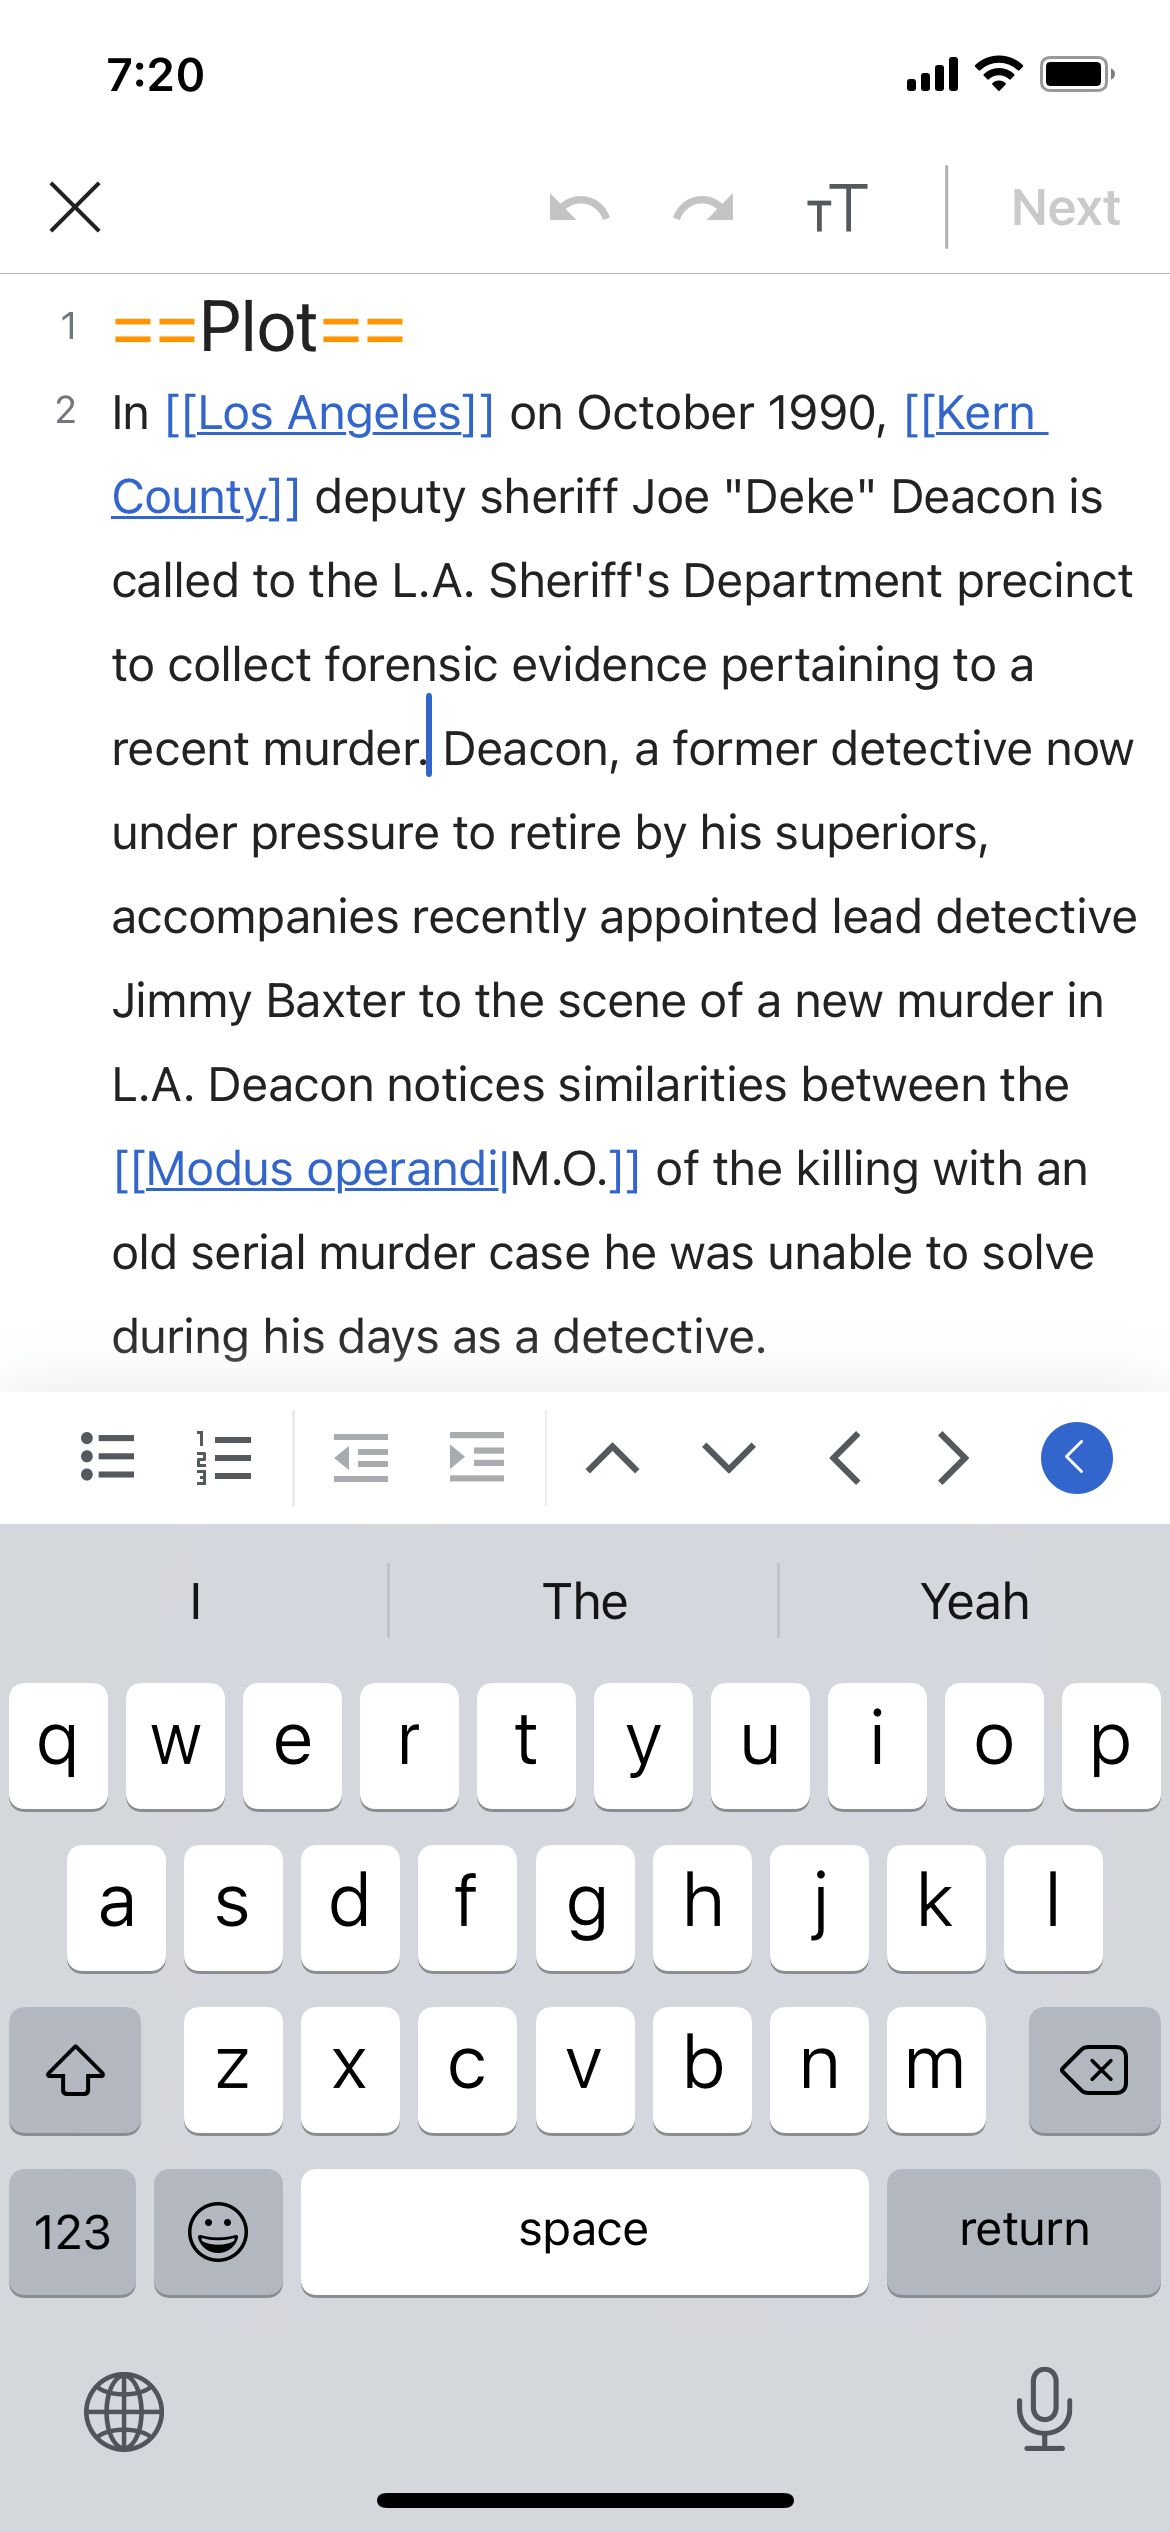 7:20
Next
1 ==Plot==
2 In [[Los Angeles]] on October 1990, [[Kern
County]] deputy sheriff Joe "Deke" Deacon is
called to the L.A. Sheriff's Department precinct
to collect forensic evidence pertaining to a
recent murder. Deacon, a former detective now
under pressure to retire by his superiors,
accompanies recently appointed lead detective
Jimmy Baxter to the scene of a new murder in
L.A. Deacon notices similarities between the
[[Modus operandi|M.O.]] of the killing with an
old serial murder case he was unable to solve
during his days as a detective.
I The Yeah
q w e r t y u i o p
a s d f g h j k l
z x c v b n m
123 space return